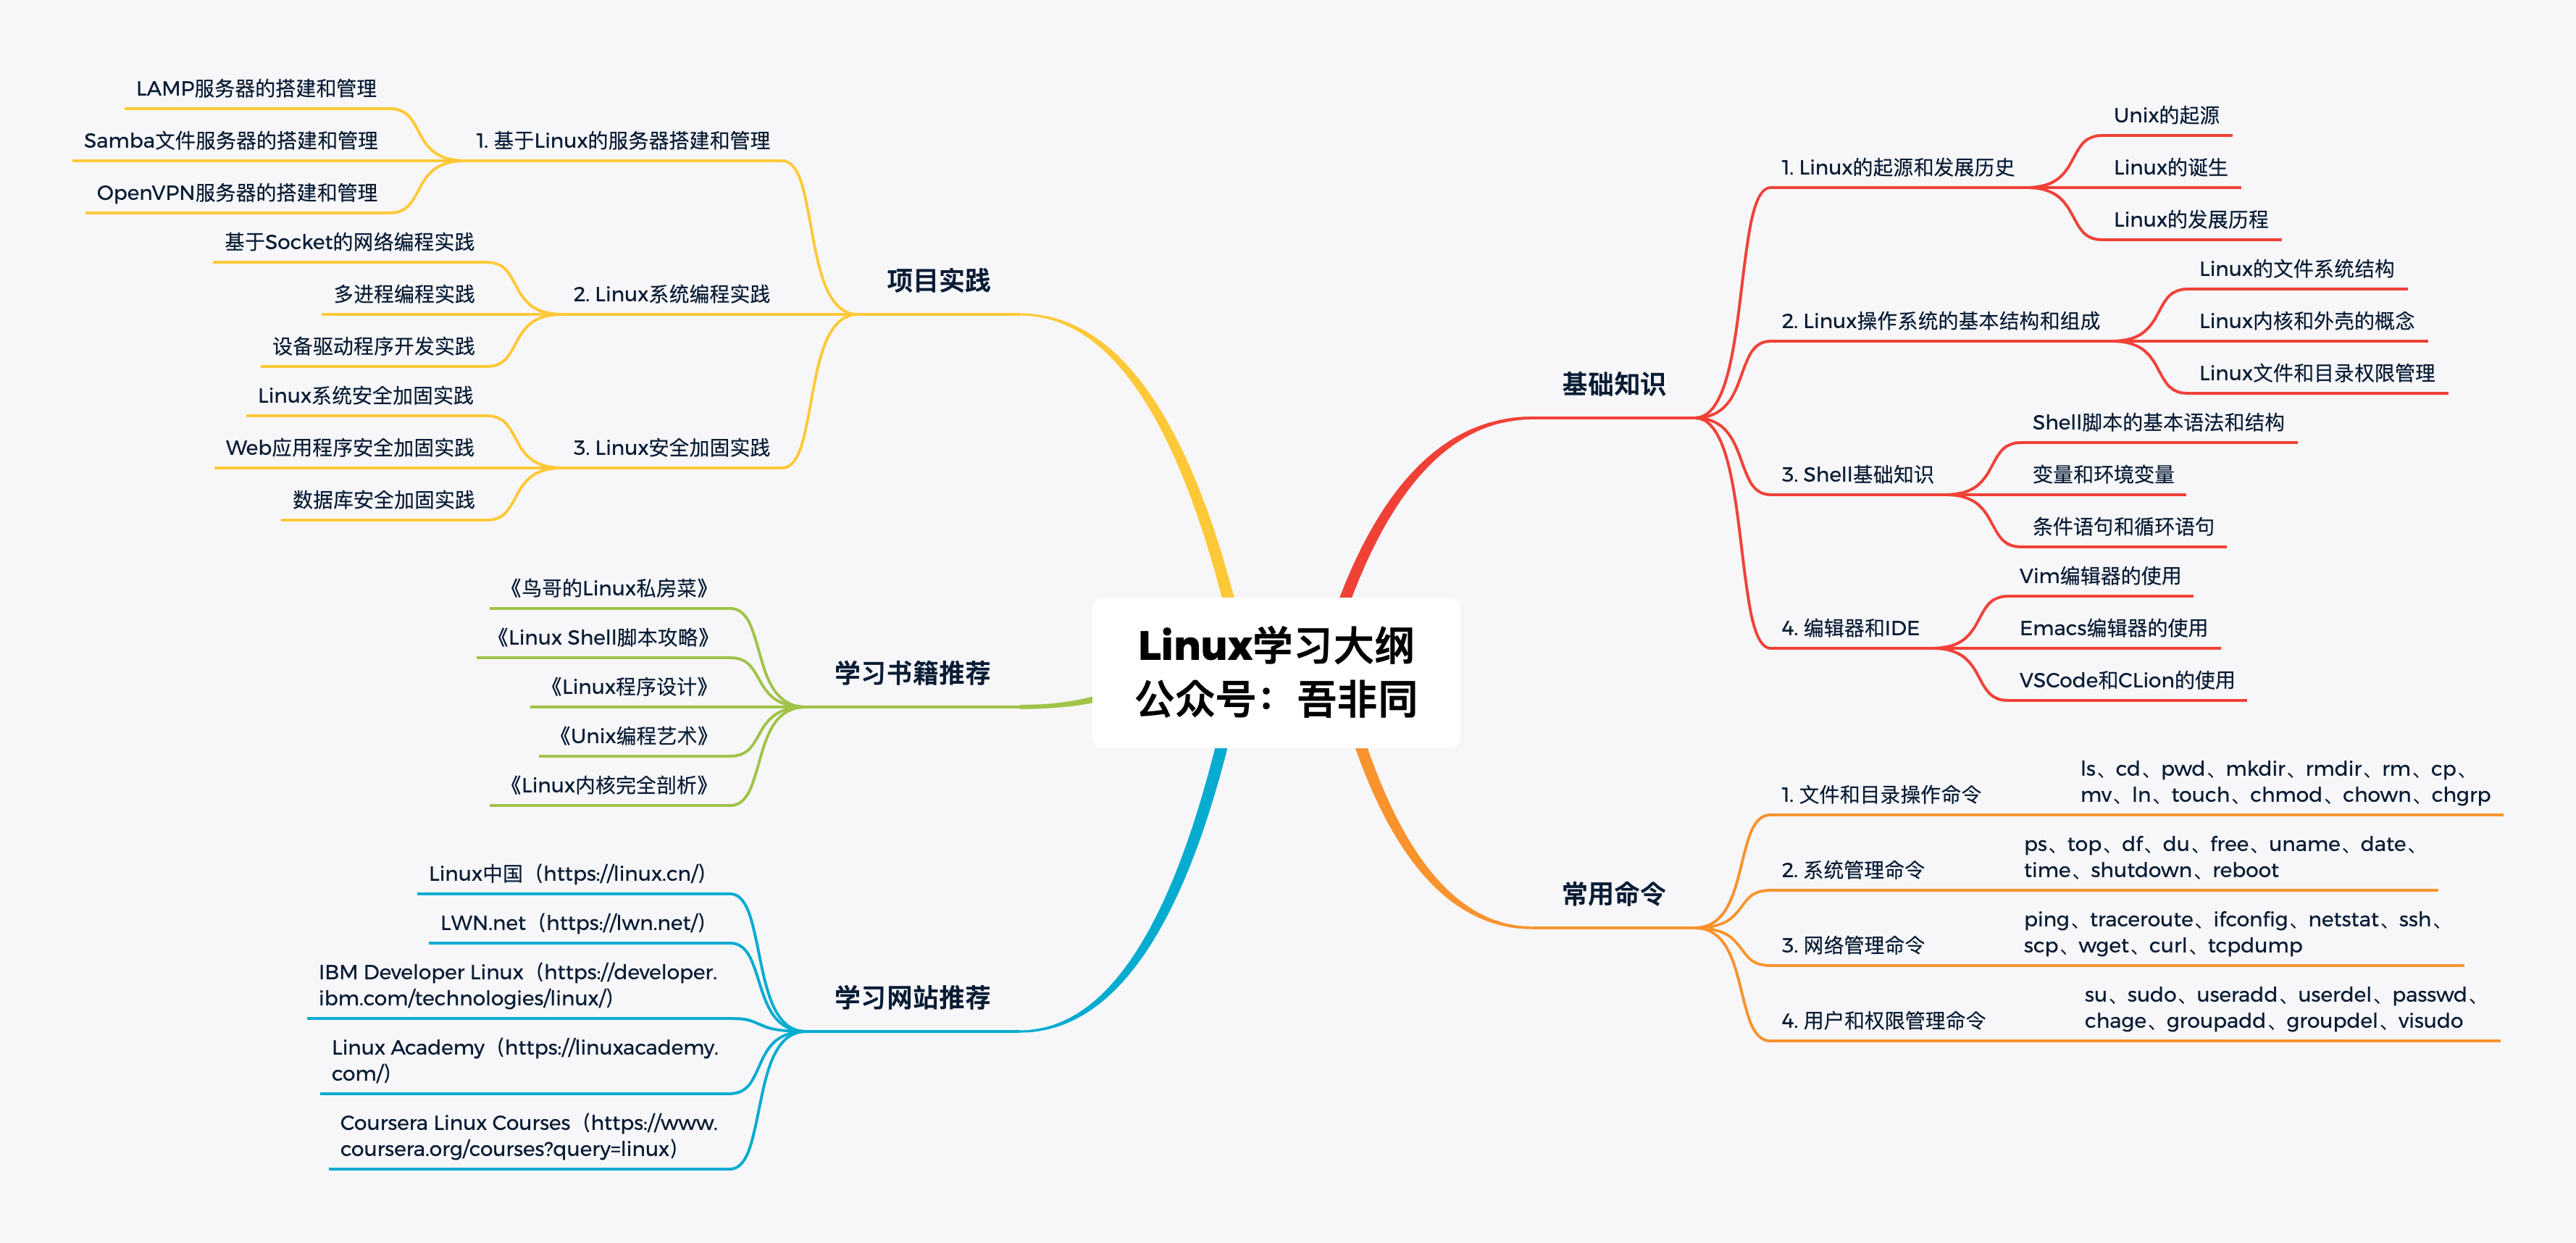 Linux学习大纲
公众号：吾非同
基础知识
1. Linux的起源和发展历史
Unix的起源
Linux的诞生
Linux的发展历程
2. Linux操作系统的基本结构和组成
Linux的文件系统结构
Linux内核和外壳的概念
Linux文件和目录权限管理
3. Shell基础知识
Shell脚本的基本语法和结构
变量和环境变量
条件语句和循环语句
4. 编辑器和IDE
Vim编辑器的使用
Emacs编辑器的使用
VSCode和CLion的使用
常用命令
1. 文件和目录操作命令
ls、cd、pwd、mkdir、rmdir、rm、cp、
mv、ln、touch、chmod、chown、chgrp
2. 系统管理命令
ps、top、df、du、free、uname、date、
time、shutdown、reboot
3. 网络管理命令
ping、traceroute、ifconfig、netstat、ssh、
scp、wget、curl、tcpdump
4. 用户和权限管理命令
su、sudo、useradd、userdel、passwd、
chage、groupadd、groupdel、visudo
项目实践
1. 基于Linux的服务器搭建和管理
LAMP服务器的搭建和管理
Samba文件服务器的搭建和管理
OpenVPN服务器的搭建和管理
2. Linux系统编程实践
基于Socket的网络编程实践
多进程编程实践
设备驱动程序开发实践
3. Linux安全加固实践
Linux系统安全加固实践
Web应用程序安全加固实践
数据库安全加固实践
学习书籍推荐
《鸟哥的Linux私房菜》
《Linux Shell脚本攻略》
《Linux程序设计》
《Unix编程艺术》
《Linux内核完全剖析》
学习网站推荐
Linux中国（https://linux.cn/）
LWN.net（https://lwn.net/）
IBM Developer Linux（https://developer.
ibm.com/technologies/linux/）
Linux Academy（https://linuxacademy.
com/）
Coursera Linux Courses（https://www.
coursera.org/courses?query=linux）